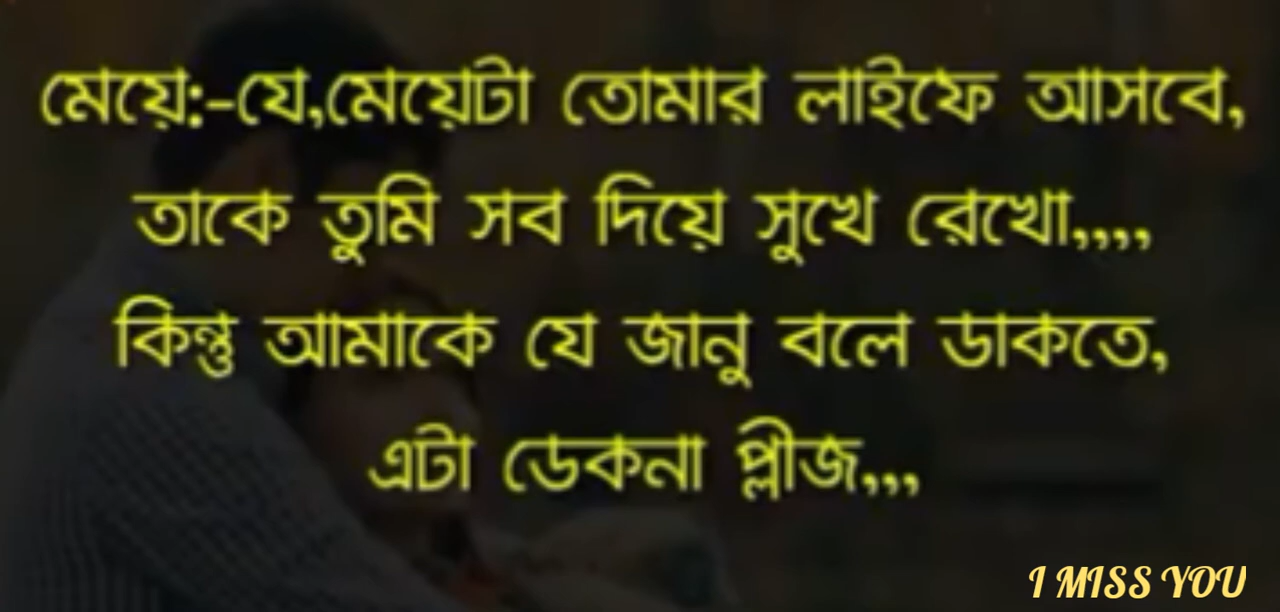 মেয়ে:-যে,মেয়েটা তোমার লাইফে আসবে,
তাকে তুমি সব দিয়ে সুখে রেখো,,,,
কিন্তু আমাকে যে জানু বলে ডাকতে,
এটা ডেকনা প্লীজ,,,
I MISS YOU